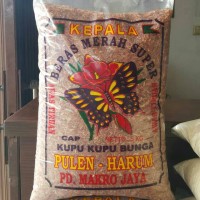 KEPALA
BERAS MERAH SUPER
CAP
KUPU KUPU BUNGA
PULEN - HARUM
PD. MAKRO JAYA